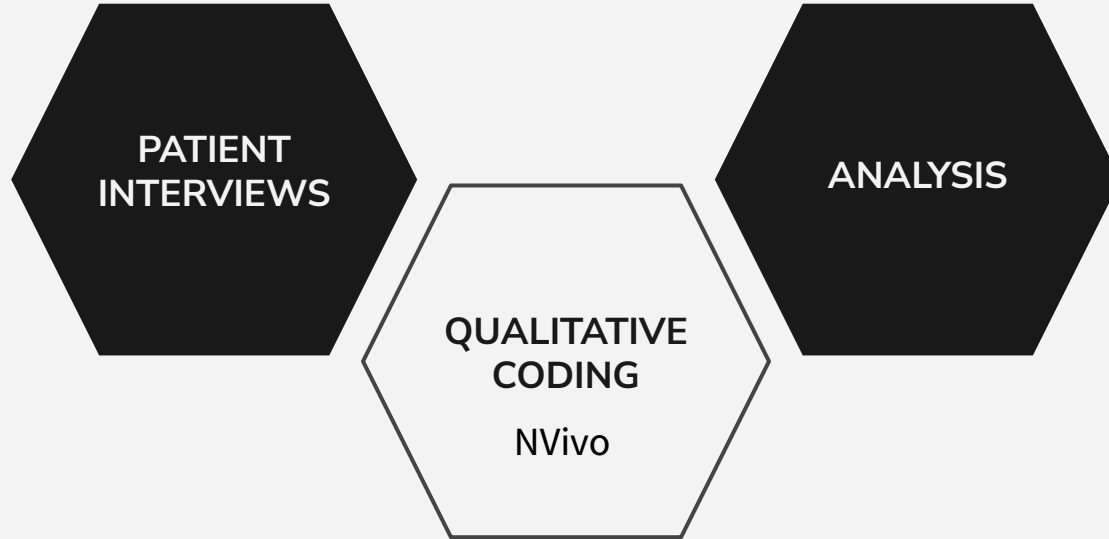 PATIENT
INTERVIEWS
QUALITATIVE
CODING
NVivo
ANALYSIS